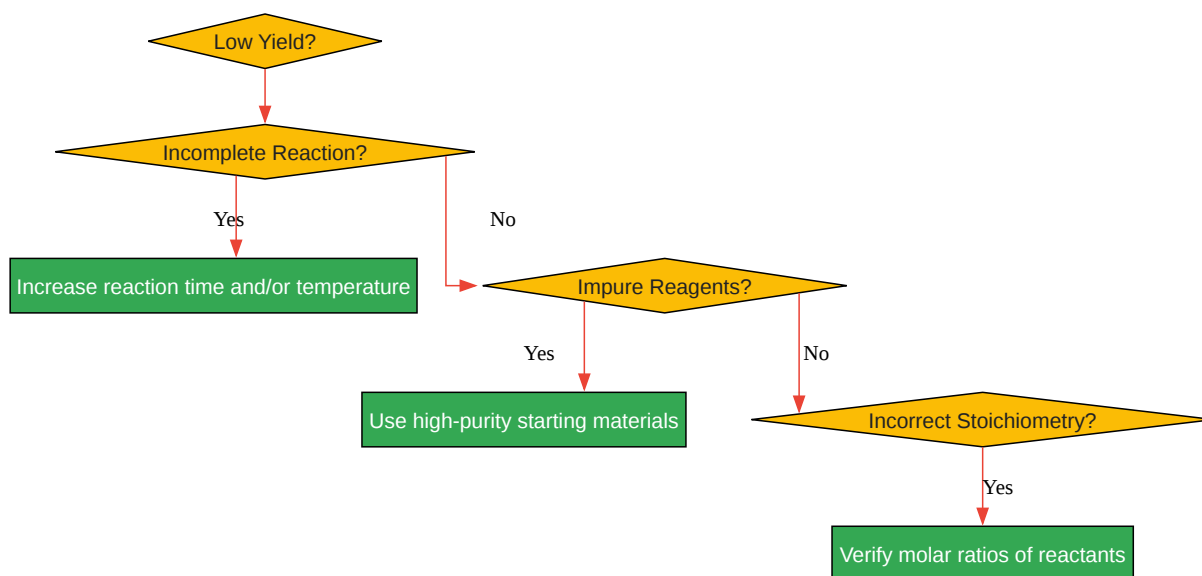 Low Yield?
Incomplete Reaction?
Yes
No
Increase reaction time and/or temperature
Impure Reagents?
Yes
No
Use high-purity starting materials
Incorrect Stoichiometry?
Yes
Verify molar ratios of reactants